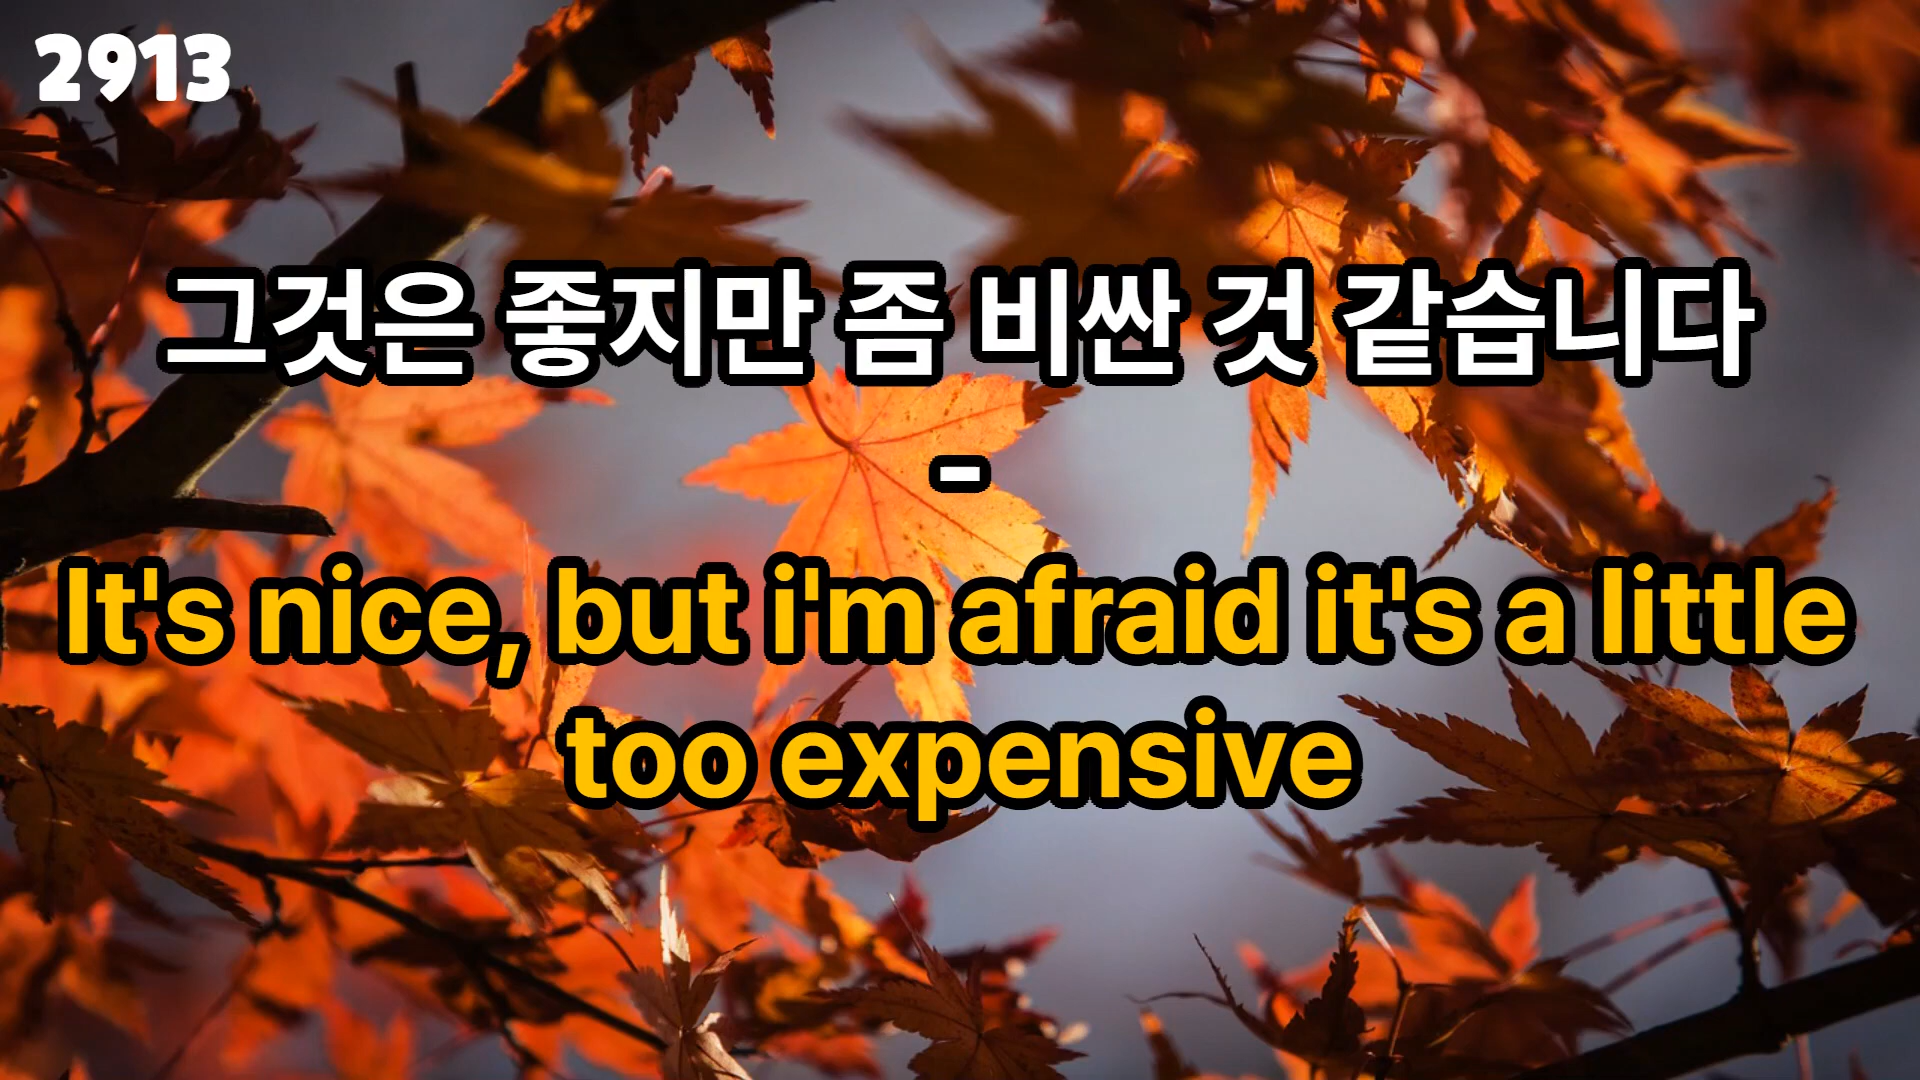 2913
그것은 좋지만 좀 비싼 것 같습니다
-
It's nice, but i'm afraid it's a little
too expensive